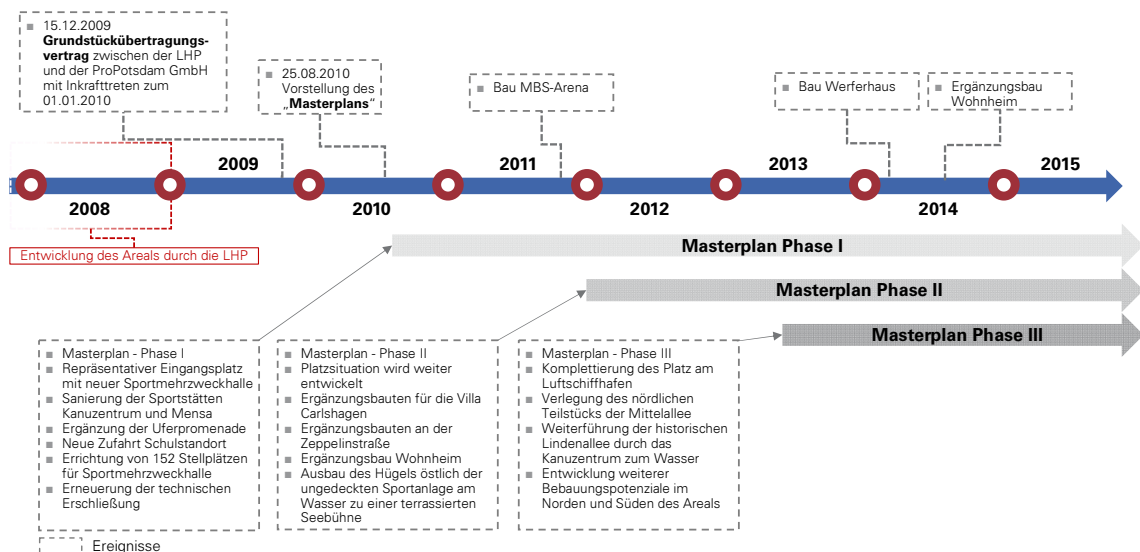 ■ 15.12.2009
Grundstückübertragungs-
vertrag zwischen der LHP
und der ProPotsdam GmbH
mit Inkrafttreten zum
01.01.2010
■ 25.08.2010
Vorstellung des
„Masterplans“
■ Bau MBS-Arena
■ Bau Werferhaus
■ Ergänzungsbau
Wohnheim
2009
2011
2013
2015
2008
2010
2012
2014
Entwicklung des Areals durch die LHP
Masterplan Phase I
Masterplan Phase II
Masterplan Phase III
■ Masterplan - Phase I
■ Repräsentativer Eingangsplatz
mit neuer Sportmehrzweckhalle
■ Sanierung der Sportstätten
Kanuzentrum und Mensa
■ Ergänzung der Uferpromenade
■ Neue Zufahrt Schulstandort
■ Errichtung von 152 Stellplätzen
für Sportmehrzweckhalle
■ Erneuerung der technischen
Erschließung
■ Masterplan - Phase II
■ Platzsituation wird weiter
entwickelt
■ Ergänzungsbauten für die Villa
Carlshagen
■ Ergänzungsbauten an der
Zeppelinstraße
■ Ergänzungsbau Wohnheim
■ Ausbau des Hügels östlich der
ungedeckten Sportanlage am
Wasser zu einer terrassierten
Seebühne
■ Masterplan - Phase III
■ Komplettierung des Platz am
Luftschiffhafen
■ Verlegung des nördlichen
Teilstücks der Mittelallee
■ Weiterführung der historischen
Lindenallee durch das
Kanuzentrum zum Wasser
■ Entwicklung weiterer
Bebauungspotenziale im
Norden und Süden des Areals
Ereignisse